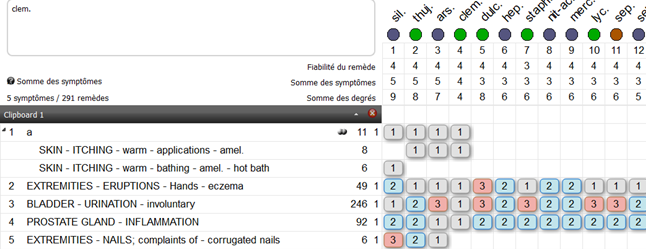 clem.
sil. thuj. ars. clem. dulc. hep. staph. nit-ac. merc. lyc. sep.
1 2 3 4 5 6 7 8 9 10 11 12
Fiabilité du remède 4 4 4 4 4 4 3 4 4 4 4 4
Somme des symptômes Somme des symptômes 5 5 5 4 3 3 3 3 3 3 3 3
5 symptômes / 291 remèdes Somme des degrés 9 8 7 4 8 6 6 6 6 6 6 5
Clipboard 1
1 a 11 1 1 1 1 1
SKIN - ITCHING - warm - applications - amel. 8 1 1 1
SKIN - ITCHING - warm - bathing - amel. - hot bath 6 1
2 EXTREMITIES - ERUPTIONS - Hands - eczema 49 1 2 1 1 1 3 2 1 2 2 1 1 1
3 BLADDER - URINATION - involuntary 246 1 1 2 3 1 3 2 3 2 2 3 3 2
4 PROSTATE GLAND - INFLAMMATION 92 1 2 2 1 1 2 2 2 2 2 2 2 2
5 EXTREMITIES - NAILS; complaints of - corrugated nails 6 1 3 2 1